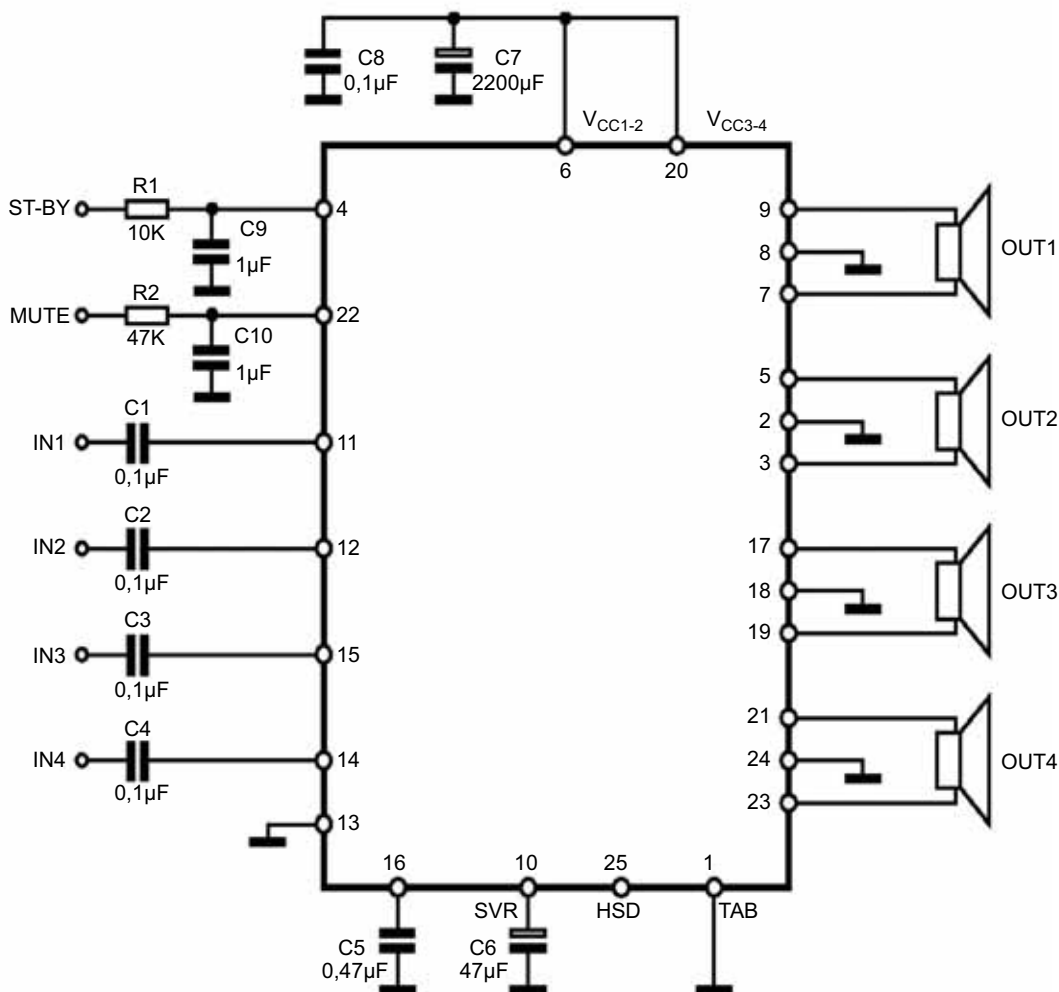 C8
0,1µF
C7
2200µF
VCC1-2
VCC3-4
6
20
ST-BY
R1
10K
4
C9
1µF
MUTE
R2
47K
22
C10
1µF
IN1
C1
0,1µF
11
IN2
C2
0,1µF
12
IN3
C3
0,1µF
15
IN4
C4
0,1µF
14
13
9
8
7
OUT1
5
2
3
OUT2
17
18
19
OUT3
21
24
23
OUT4
16
10
25
1
SVR
HSD
TAB
C5
0,47µF
C6
47µF